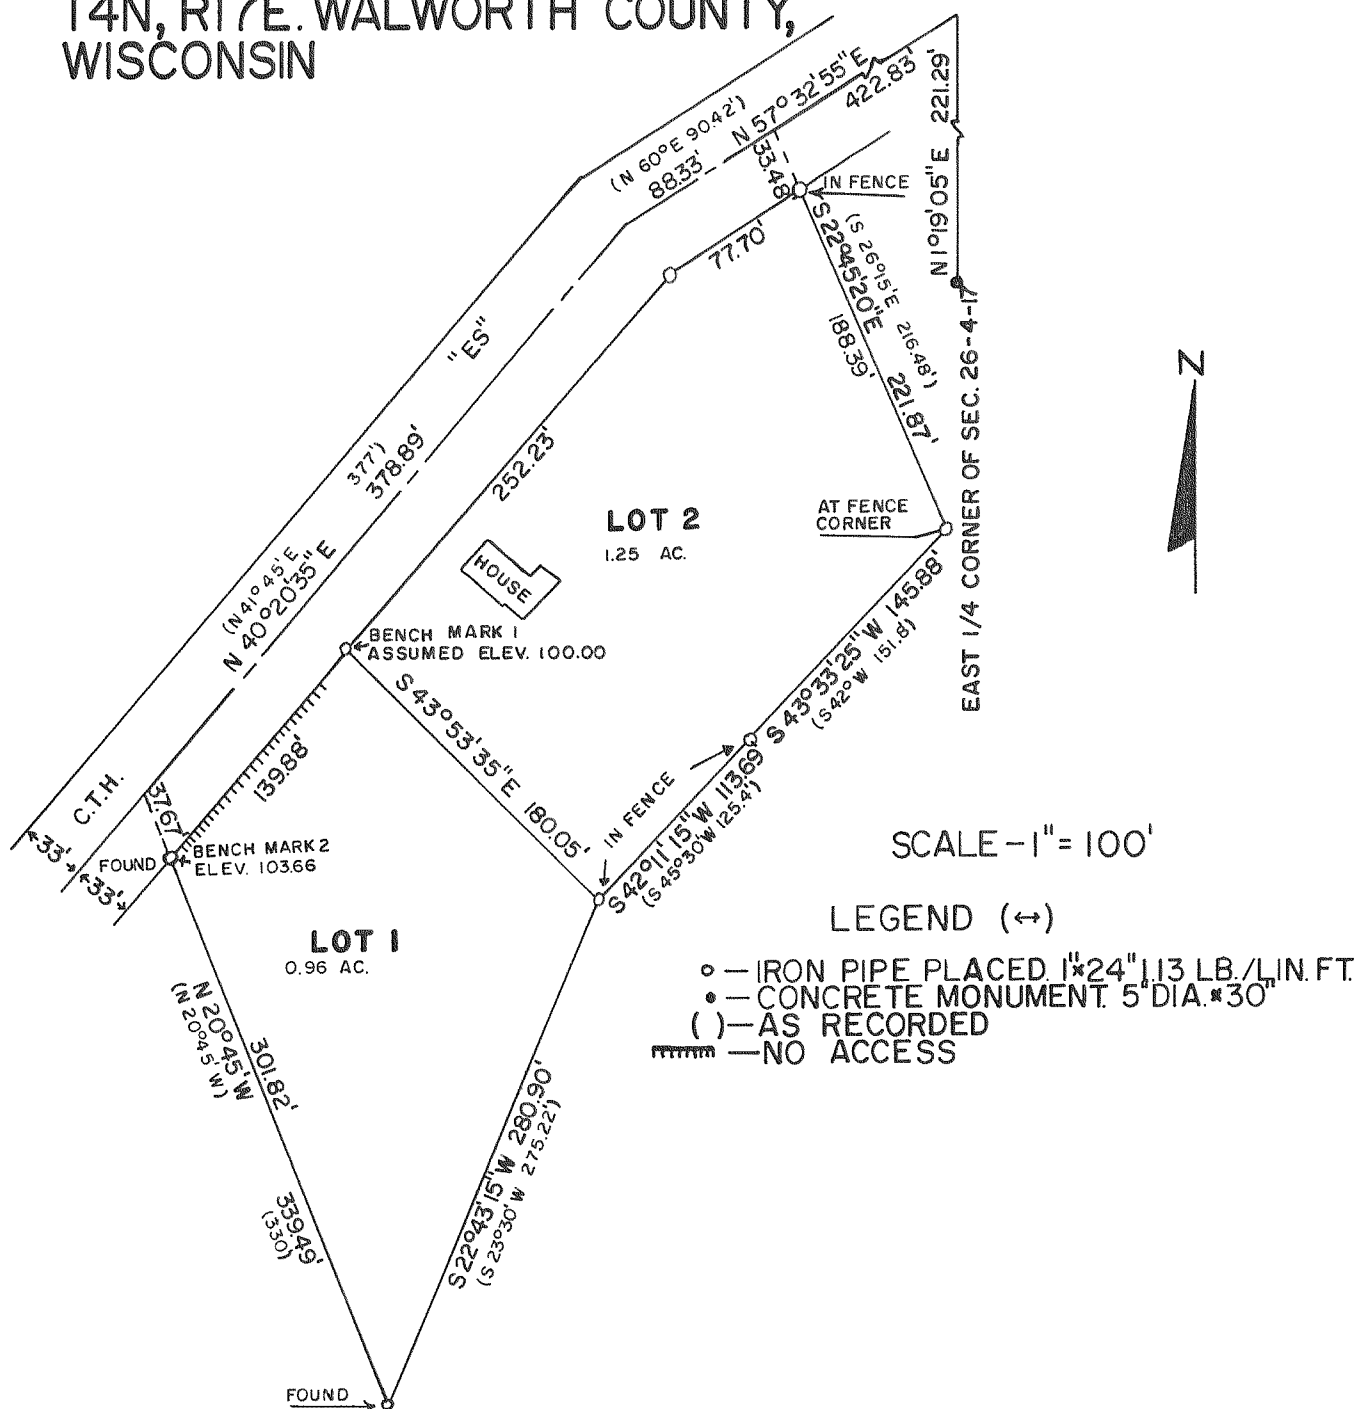 T4N, R17E. WALWORTH COUNTY,
WISCONSIN
N 57° 32' 55" E
422.83'
(N 60° E 90.42')
88.33'
33.48'
IN FENCE
77.70'
N 1° 19' 05" E 221.29'
S 22° 45' 20" E 221.87'
(S 26° 15' E 216.48')
188.39'
EAST 1/4 CORNER OF SEC. 26-4-17
N
"ES"
377')
378.89'
252.23'
(N 41° 45' E
N 40° 20' 35" E
LOT 2
1.25 AC.
AT FENCE
CORNER
HOUSE
BENCH MARK 1
ASSUMED ELEV. 100.00
S 43° 33' 25" W 145.88'
(S 42° W 151.8)
S 43° 53' 35" E 180.05'
139.88'
C.T.H.
37.67'
33'
33'
FOUND
BENCH MARK 2
ELEV. 103.66
IN FENCE
S 42° 11' 15" W 113.69'
(S 45° 30' W 125.4')
SCALE - 1" = 100'
LEGEND (↔)
○ — IRON PIPE PLACED. 1"x24" 1.13 LB./LIN. FT.
● — CONCRETE MONUMENT. 5" DIA. x 30"
( ) — AS RECORDED
— NO ACCESS
LOT 1
0.96 AC.
N 20° 45' W
(N 20° 45' W)
301.82'
339.49'
(330)
S 22° 43' 15" W 280.90'
(S 23° 30' W 275.22')
FOUND